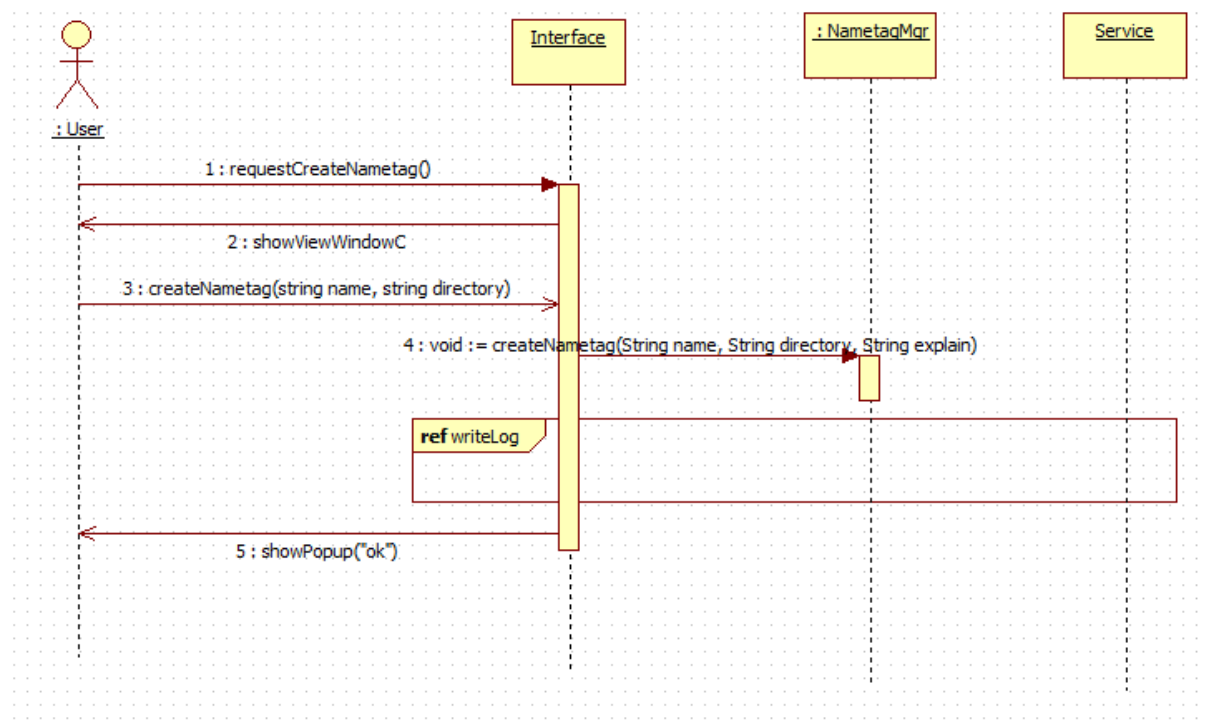 Interface
: NametagMgr
Service
: User
1 : requestCreateNametag()
2 : showViewWindowC
3 : createNametag(string name, string directory)
4 : void := createNametag(String name, String directory, String explain)
ref writeLog
5 : showPopup("ok")